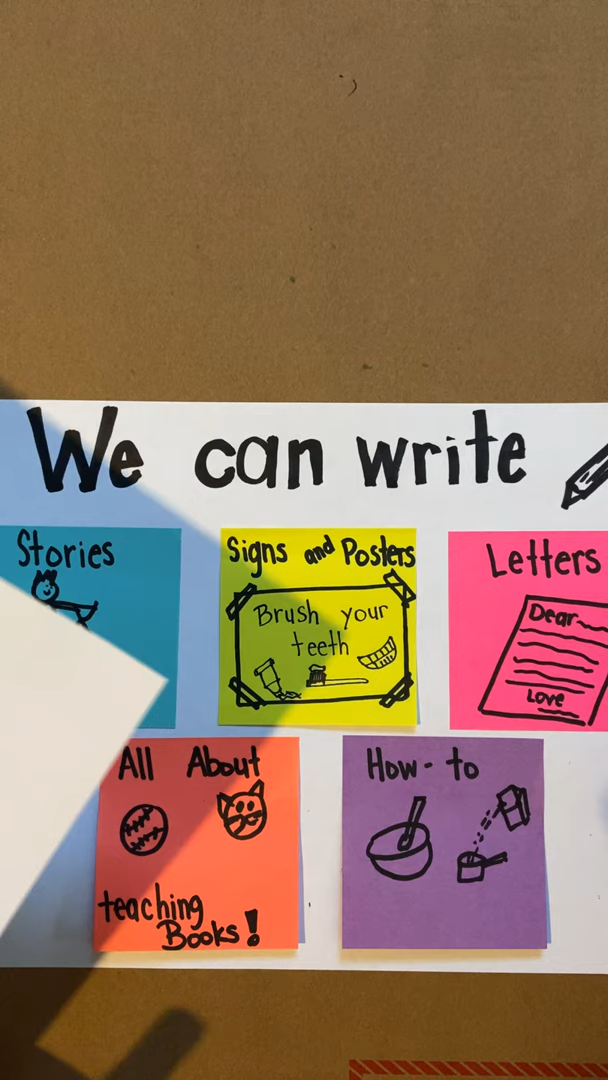 We can write
Stories
Signs and Posters
Brush your
teeth
Letters
Dear
Love
All About
teaching
Books!
How-to